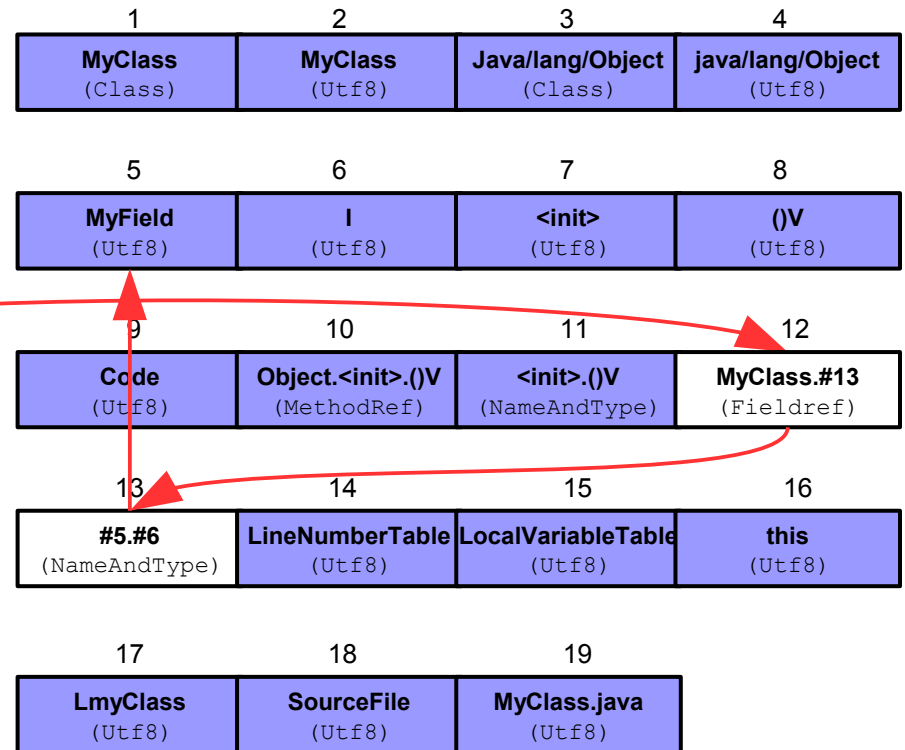 1 2 3 4
MyClass MyClass Java/lang/Object java/lang/Object
(Class) (Utf8) (Class) (Utf8)
5 6 7 8
MyField I <init> ()V
(Utf8) (Utf8) (Utf8) (Utf8)
9 10 11 12
Code Object.<init>.()V <init>.()V MyClass.#13
(Utf8) (MethodRef) (NameAndType) (Fieldref)
13 14 15 16
#5.#6 LineNumberTable LocalVariableTable this
(NameAndType) (Utf8) (Utf8) (Utf8)
17 18 19
LmyClass SourceFile MyClass.java
(Utf8) (Utf8) (Utf8)